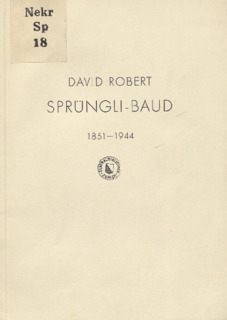 Nekr
Sp
18
DAVID ROBERT
SPRÜNGLI-BAUD
1851–1944